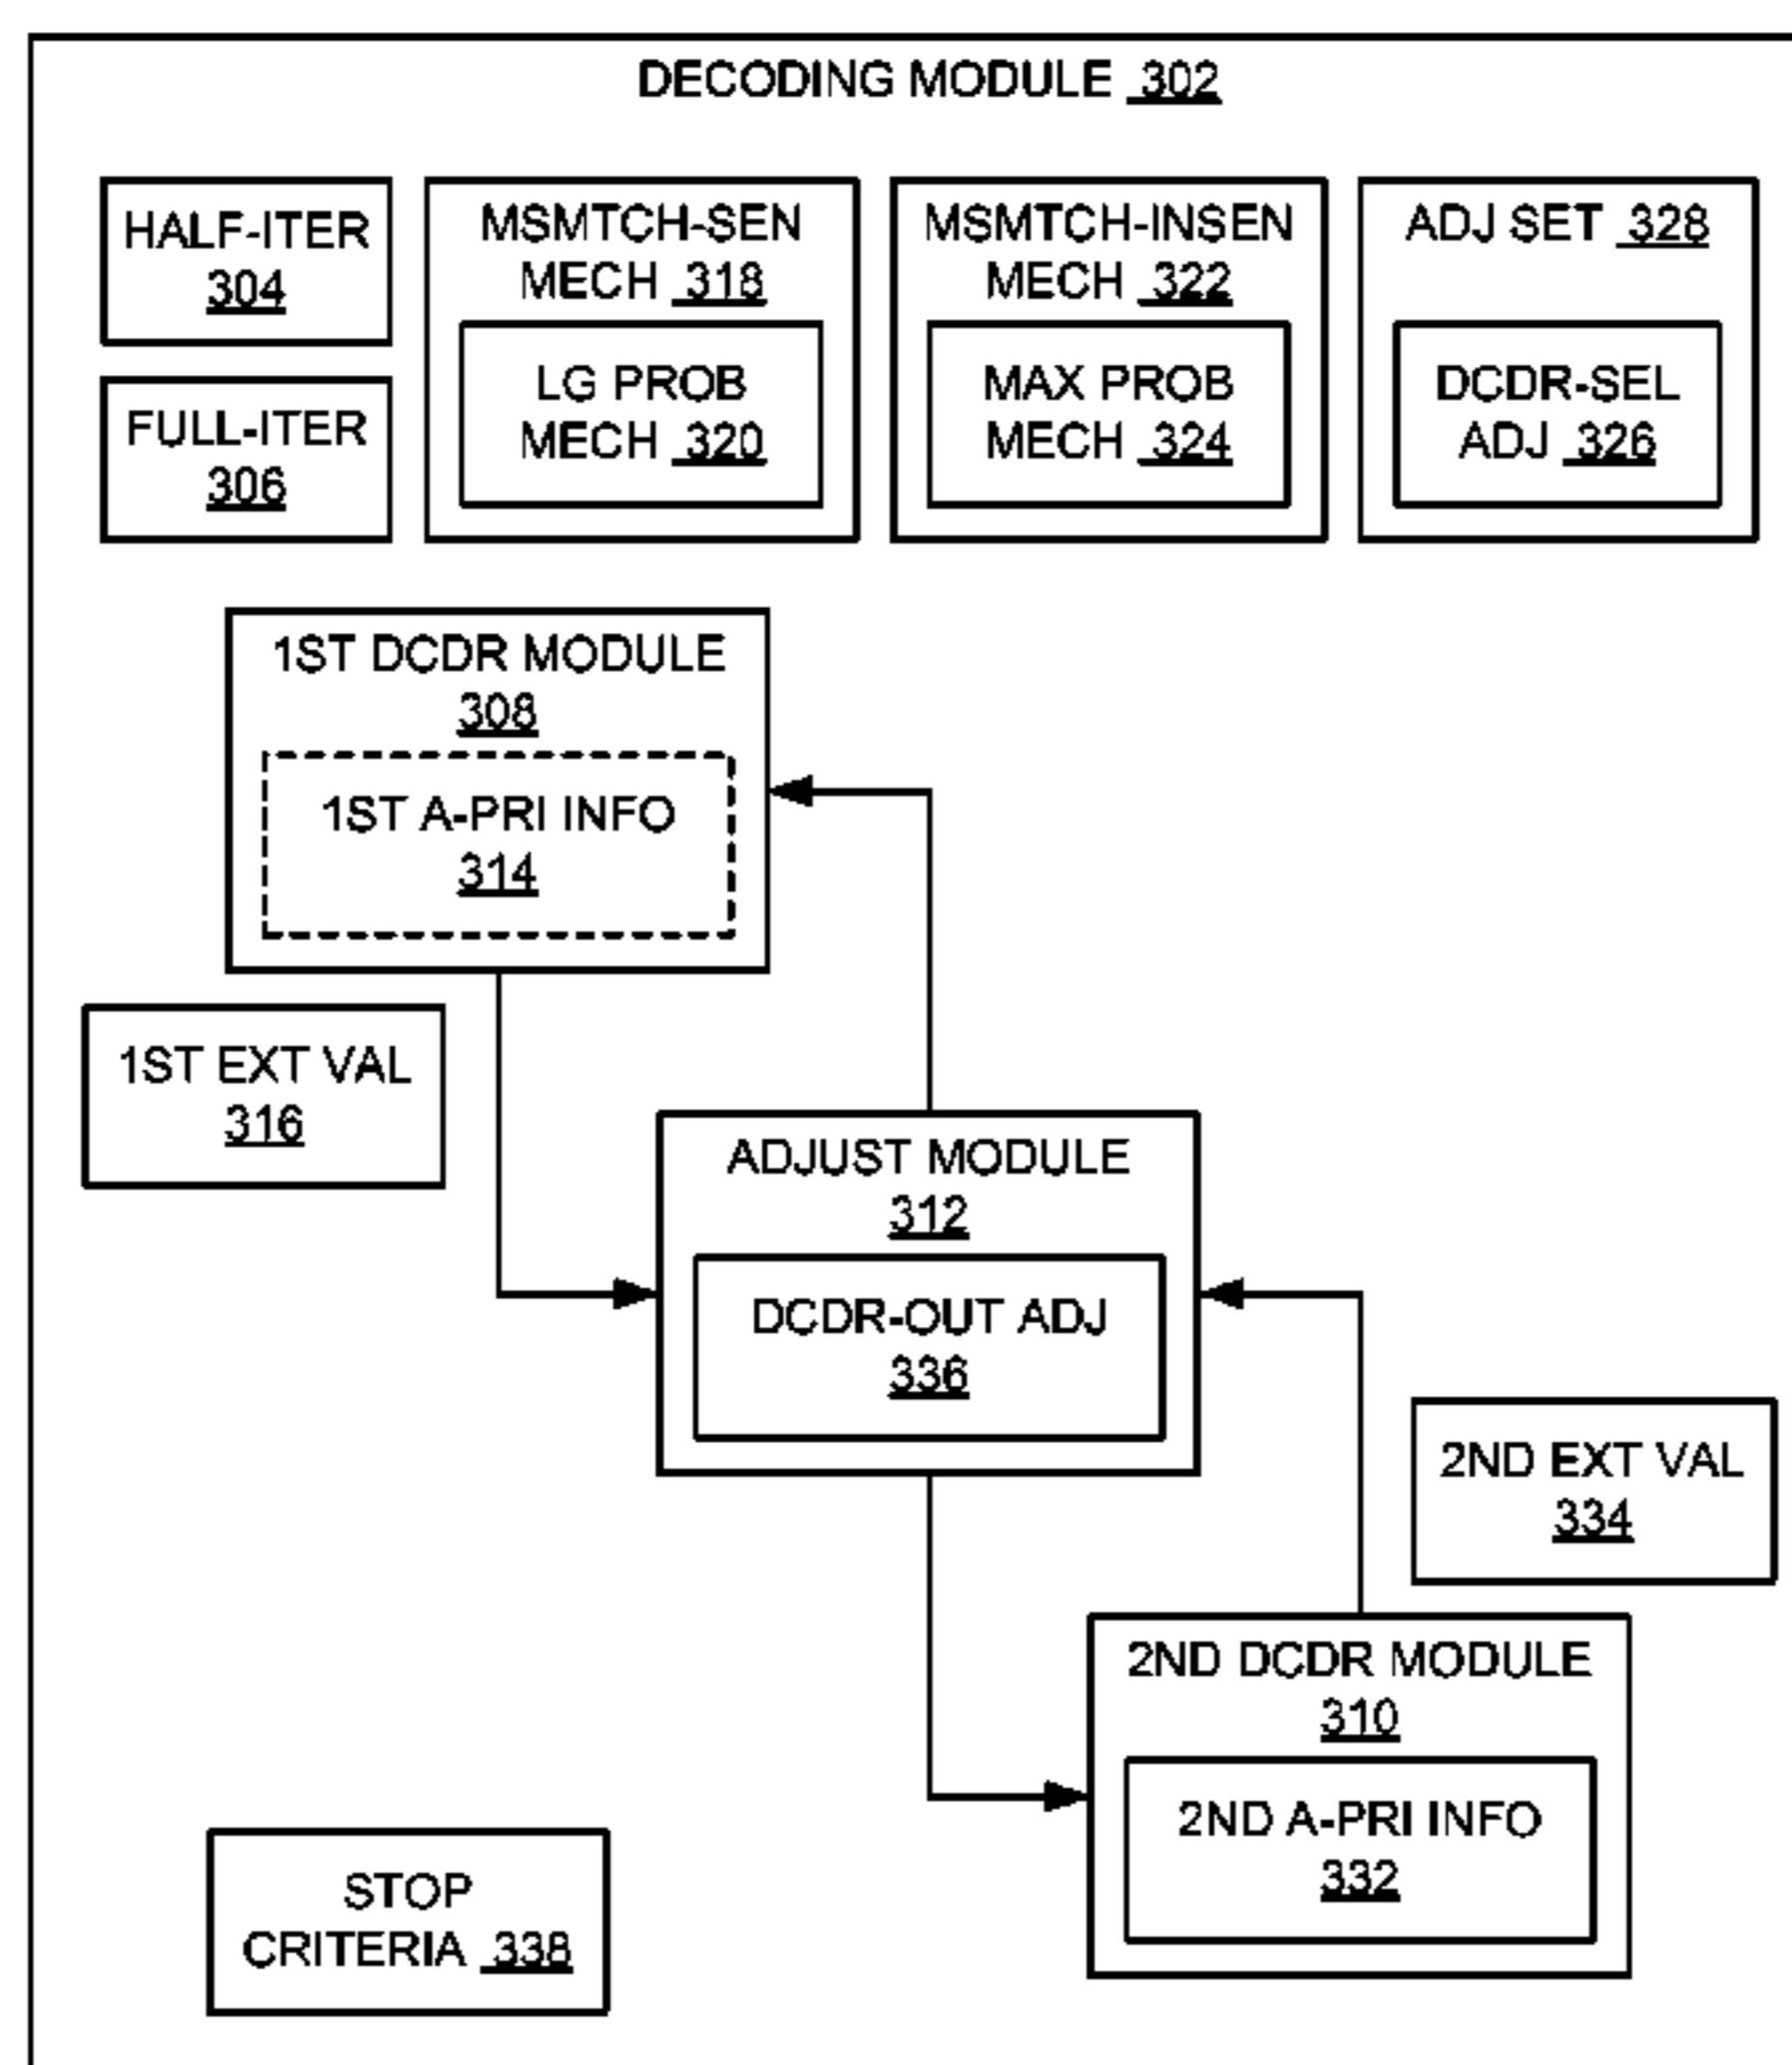 DECODING MODULE 302
HALF-ITER
304
FULL-ITER
306
MSMTCH-SEN
MECH 318
LG PROB
MECH 320
MSMTCH-INSEN
MECH 322
MAX PROB
MECH 324
ADJ SET 328
DCDR-SEL
ADJ 326
1ST DCDR MODULE
308
1ST A-PRI INFO
314
1ST EXT VAL
316
ADJUST MODULE
312
DCDR-OUT ADJ
336
2ND EXT VAL
334
2ND DCDR MODULE
310
2ND A-PRI INFO
332
STOP
CRITERIA 338